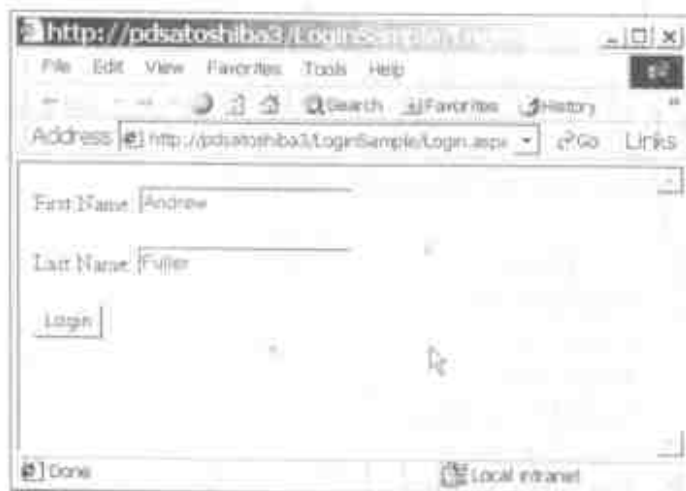 http://pdsatoshiba3/LoginSample/
File Edit View Favorites Tools Help
Search Favorites History
Address http://pdsatoshiba3/LoginSample/Login.aspx Go Links
First Name Andrew
Last Name Fuller
Login
Done Local intranet